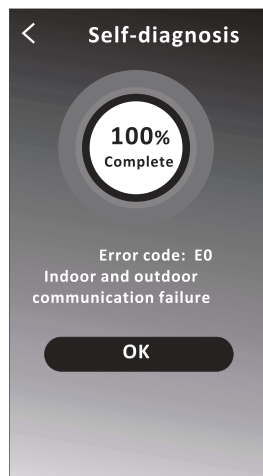 Self-diagnosis
100%
Complete
Error code: E0
Indoor and outdoor
communication failure
OK